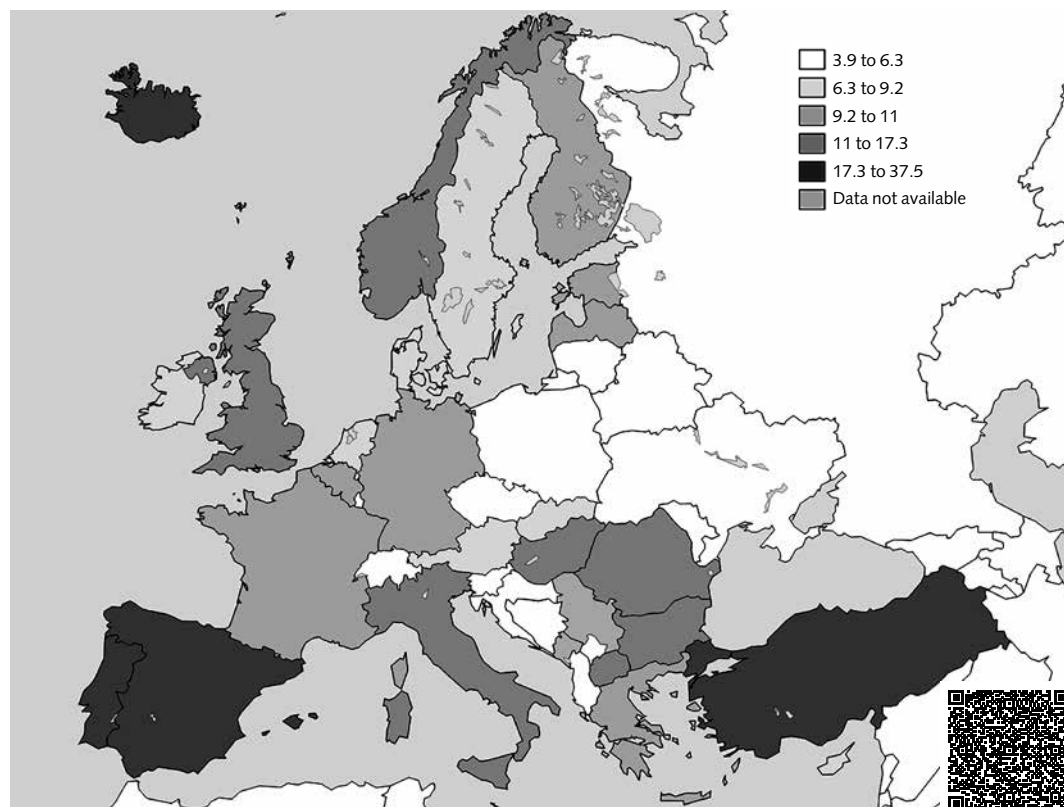 3.9 to 6.3
6.3 to 9.2
9.2 to 11
11 to 17.3
17.3 to 37.5
Data not available